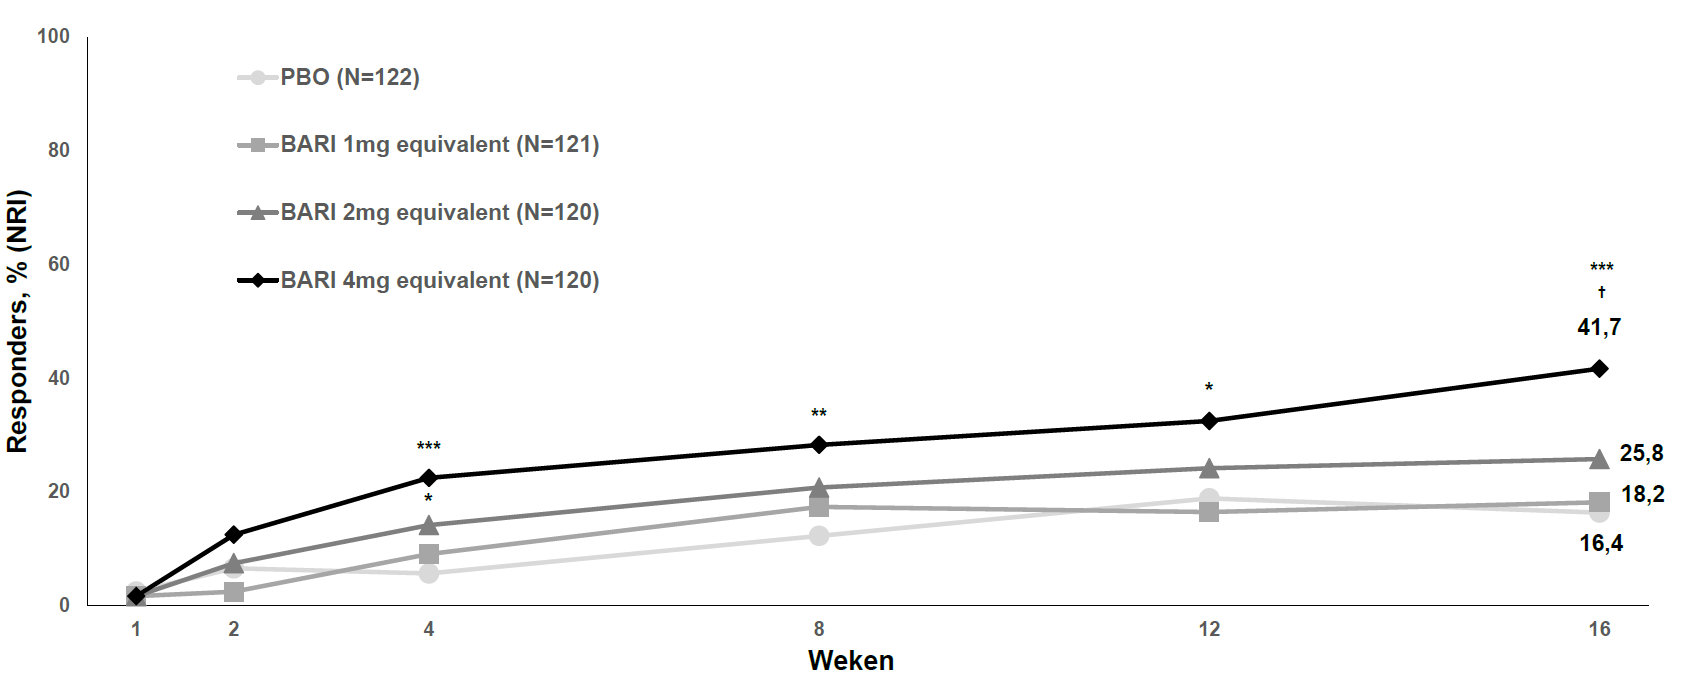 100
80
60
40
20
0
Responders, % (NRI)
PBO (N=122)
BARI 1mg equivalent (N=121)
BARI 2mg equivalent (N=120)
BARI 4mg equivalent (N=120)
***
*
**
*
***
†
41,7
25,8
18,2
16,4
1 2 4 8 12 16
Weken